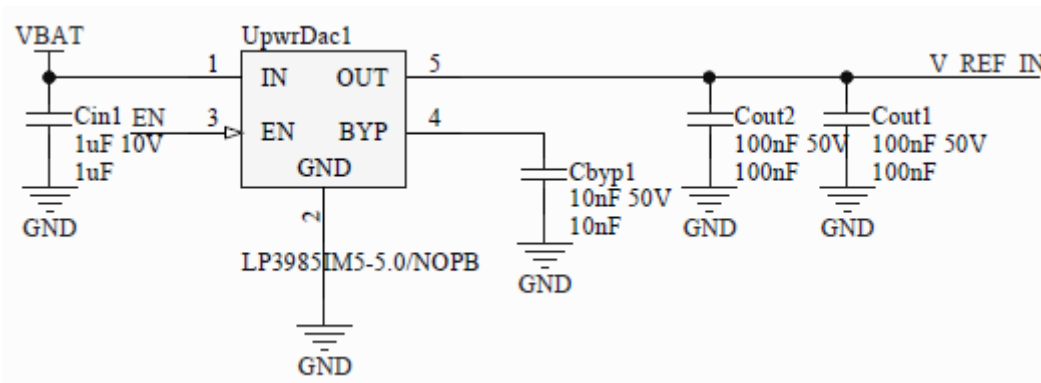 VBAT
UpwrDac1
1
IN
OUT
5
V_REF_IN
Cin1
1uF 10V
1uF
EN
3
EN
BYP
4
GND
Cout2
100nF 50V
100nF
Cout1
100nF 50V
100nF
Cbyp1
10nF 50V
10nF
2
GND
GND
GND
LP3985IM5-5.0/NOPB
GND
GND